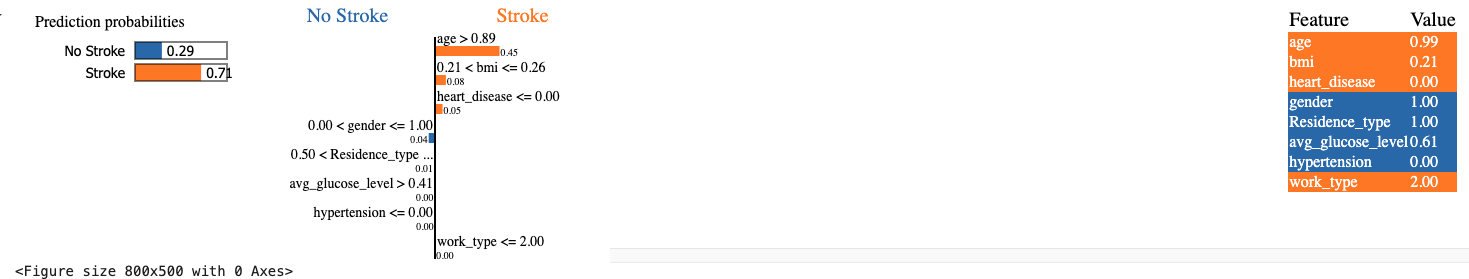 Prediction probabilities
No Stroke 0.29
Stroke 0.71
No Stroke Stroke
age > 0.89
0.45
0.21 < bmi <= 0.26
0.08
heart_disease <= 0.00
0.05
0.00 < gender <= 1.00
0.04
0.50 < Residence_type ...
0.01
avg_glucose_level > 0.41
0.00
hypertension <= 0.00
0.00
work_type <= 2.00
0.00
Feature Value
age 0.99
bmi 0.21
heart_disease 0.00
gender 1.00
Residence_type 1.00
avg_glucose_level 0.61
hypertension 0.00
work_type 2.00
<Figure size 800x500 with 0 Axes>